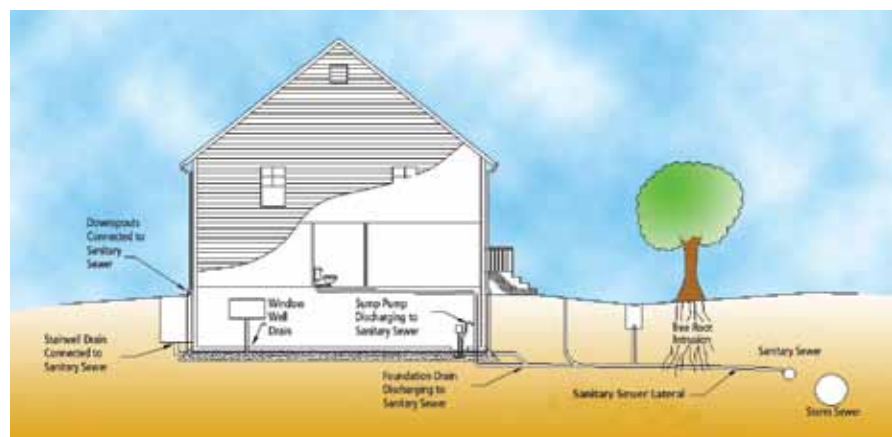 Downspouts
Connected to
Sanitary
Sewer
Stairwell Drain
Connected to
Sanitary Sewer
Window
Well
Drain
Sump Pump
Discharging to
Sanitary Sewer
Foundation Drain
Discharging to
Sanitary Sewer
Tree Root
Intrusion
Sanitary Sewer Lateral
Sanitary Sewer
Storm Sewer